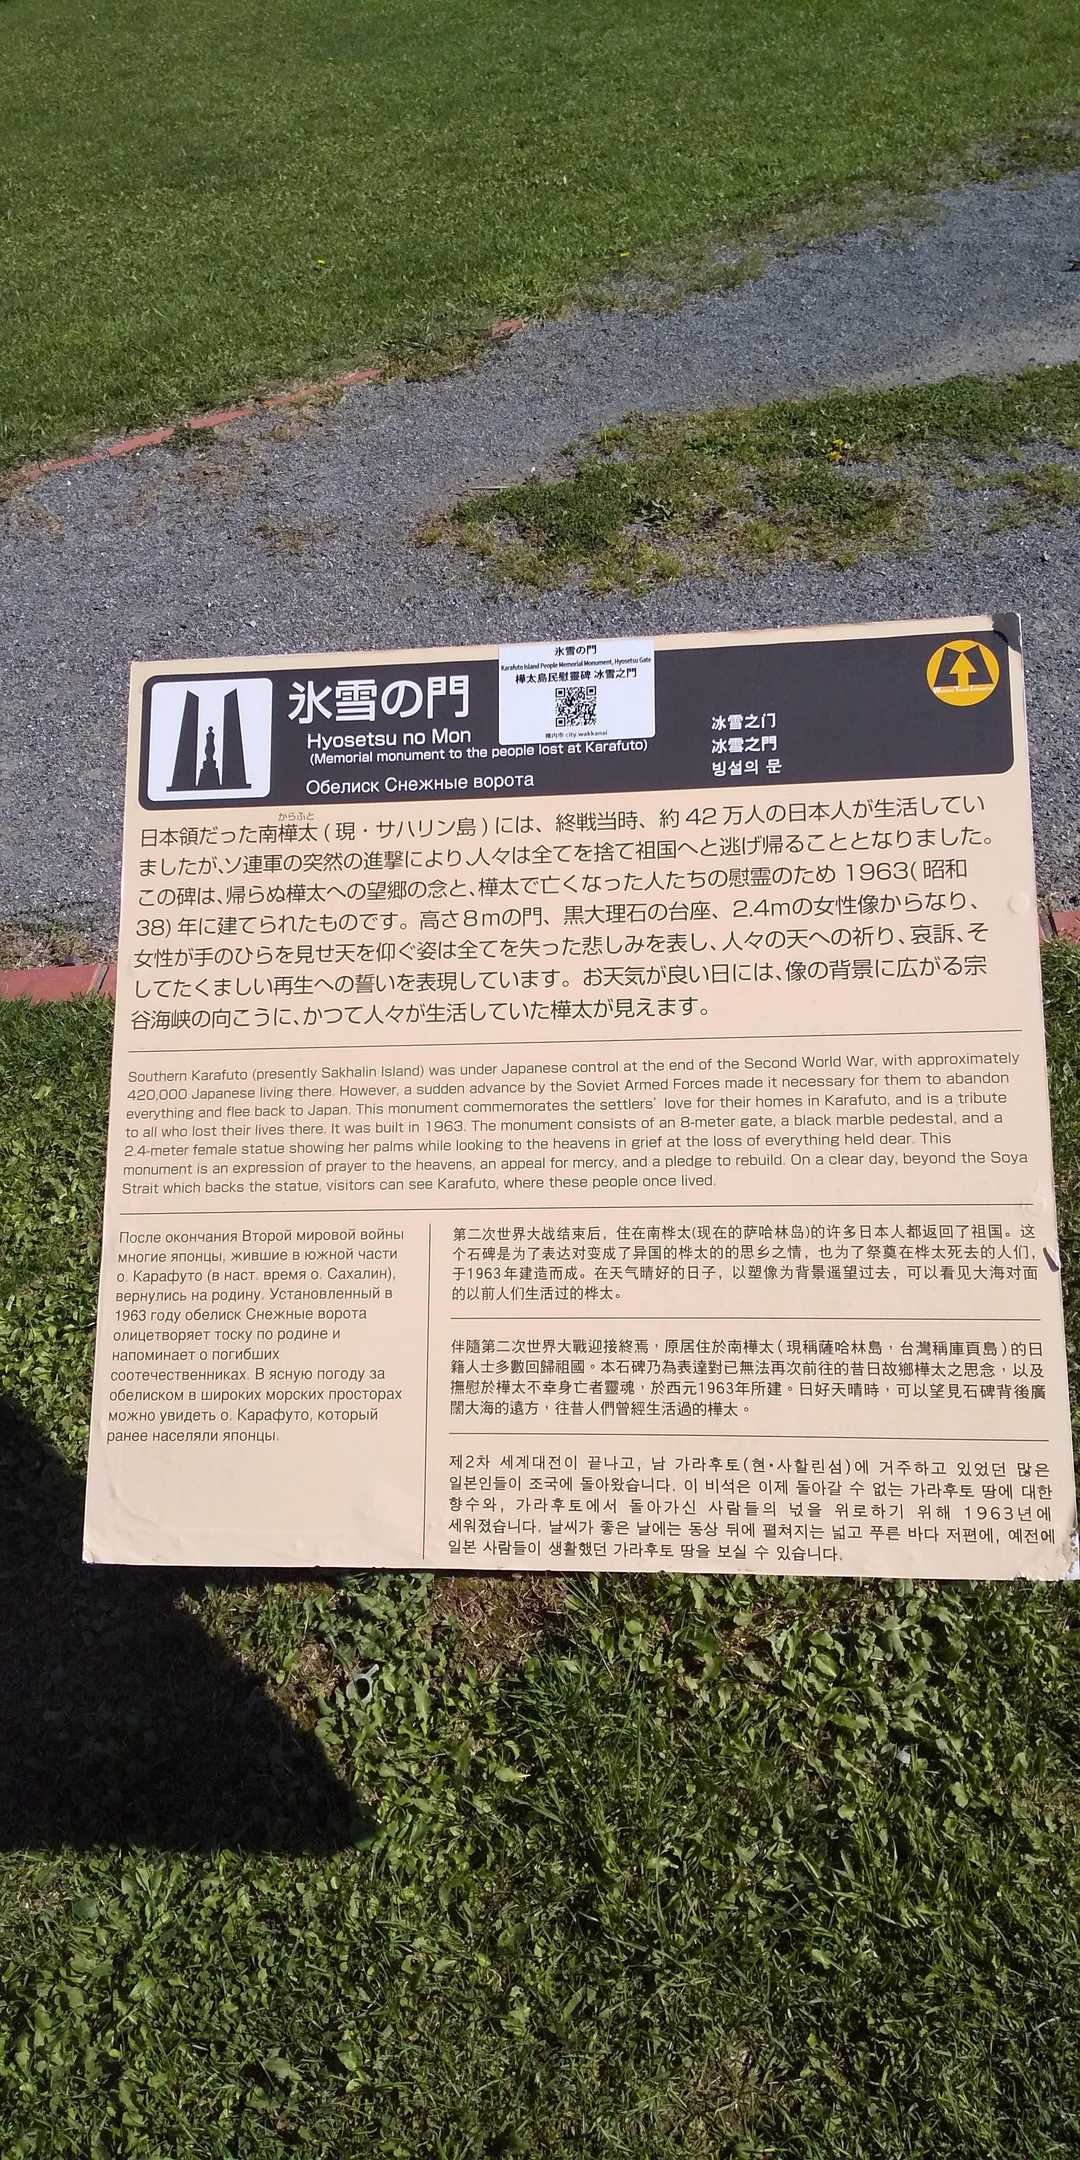 氷雪の門
Karafuto Island People Memorial Monument, Hyosetsu Gate
樺太島民慰靈碑 冰雪之門
稚内市 city.wakkanai
氷雪の門
Hyosetsu no Mon
(Memorial monument to the people lost at Karafuto)
Обелиск Снежные ворота
冰雪之门
冰雪之門
빙설의 문
からふと
日本領だった南樺太 ( 現・サハリン島 ) には、終戦当時、約 42 万人の日本人が生活してい
ましたが、ソ連軍の突然の進撃により、人々は全てを捨て祖国へと逃げ帰ることとなりました。
この碑は、帰らぬ樺太への望郷の念と、樺太で亡くなった人たちの慰霊のため 1963( 昭和
38) 年に建てられたものです。高さ８ｍの門、黒大理石の台座、2.4mの女性像からなり、
女性が手のひらを見せ天を仰ぐ姿は全てを失った悲しみを表し、人々の天への祈り、哀訴、そ
してたくましい再生への誓いを表現しています。お天気が良い日には、像の背景に広がる宗
谷海峡の向こうに、かつて人々が生活していた樺太が見えます。
Southern Karafuto (presently Sakhalin Island) was under Japanese control at the end of the Second World War, with approximately
420,000 Japanese living there. However, a sudden advance by the Soviet Armed Forces made it necessary for them to abandon
everything and flee back to Japan. This monument commemorates the settlers' love for their homes in Karafuto, and is a tribute
to all who lost their lives there. It was built in 1963. The monument consists of an 8-meter gate, a black marble pedestal, and a
2.4-meter female statue showing her palms while looking to the heavens in grief at the loss of everything held dear. This
monument is an expression of prayer to the heavens, an appeal for mercy, and a pledge to rebuild. On a clear day, beyond the Soya
Strait which backs the statue, visitors can see Karafuto, where these people once lived.
После окончания Второй мировой войны
многие японцы, жившие в южной части
о. Карафуто (в наст. время о. Сахалин),
вернулись на родину. Установленный в
1963 году обелиск Снежные ворота
олицетворяет тоску по родине и
напоминает о погибших
соотечественниках. В ясную погоду за
обелиском в широких морских просторах
можно увидеть о. Карафуто, который
ранее населяли японцы.
第二次世界大战结束后，住在南桦太(现在的萨哈林岛)的许多日本人都返回了祖国。这
个石碑是为了表达对变成了异国的桦太的的思乡之情，也为了祭奠在桦太死去的人们，
于1963年建造而成。在天气晴好的日子，以塑像为背景遥望过去，可以看见大海对面
的以前人们生活过的桦太。
伴隨第二次世界大戰迎接終焉，原居住於南樺太（現稱薩哈林島，台灣稱庫頁島）的日
籍人士多數回歸祖國。本石碑乃為表達對已無法再次前往的昔日故鄉樺太之思念，以及
撫慰於樺太不幸身亡者靈魂，於西元1963年所建。日好天晴時，可以望見石碑背後廣
闊大海的遠方，往昔人們曾經生活過的樺太。
제2차 세계대전이 끝나고, 남 가라후토(현・사할린섬)에 거주하고 있었던 많은
일본인들이 조국에 돌아왔습니다. 이 비석은 이제 돌아갈 수 없는 가라후토 땅에 대한
향수와, 가라후토에서 돌아가신 사람들의 넋을 위로하기 위해 1963년에
세워졌습니다. 날씨가 좋은 날에는 동상 뒤에 펼쳐지는 넓고 푸른 바다 저편에, 예전에
일본 사람들이 생활했던 가라후토 땅을 보실 수 있습니다.